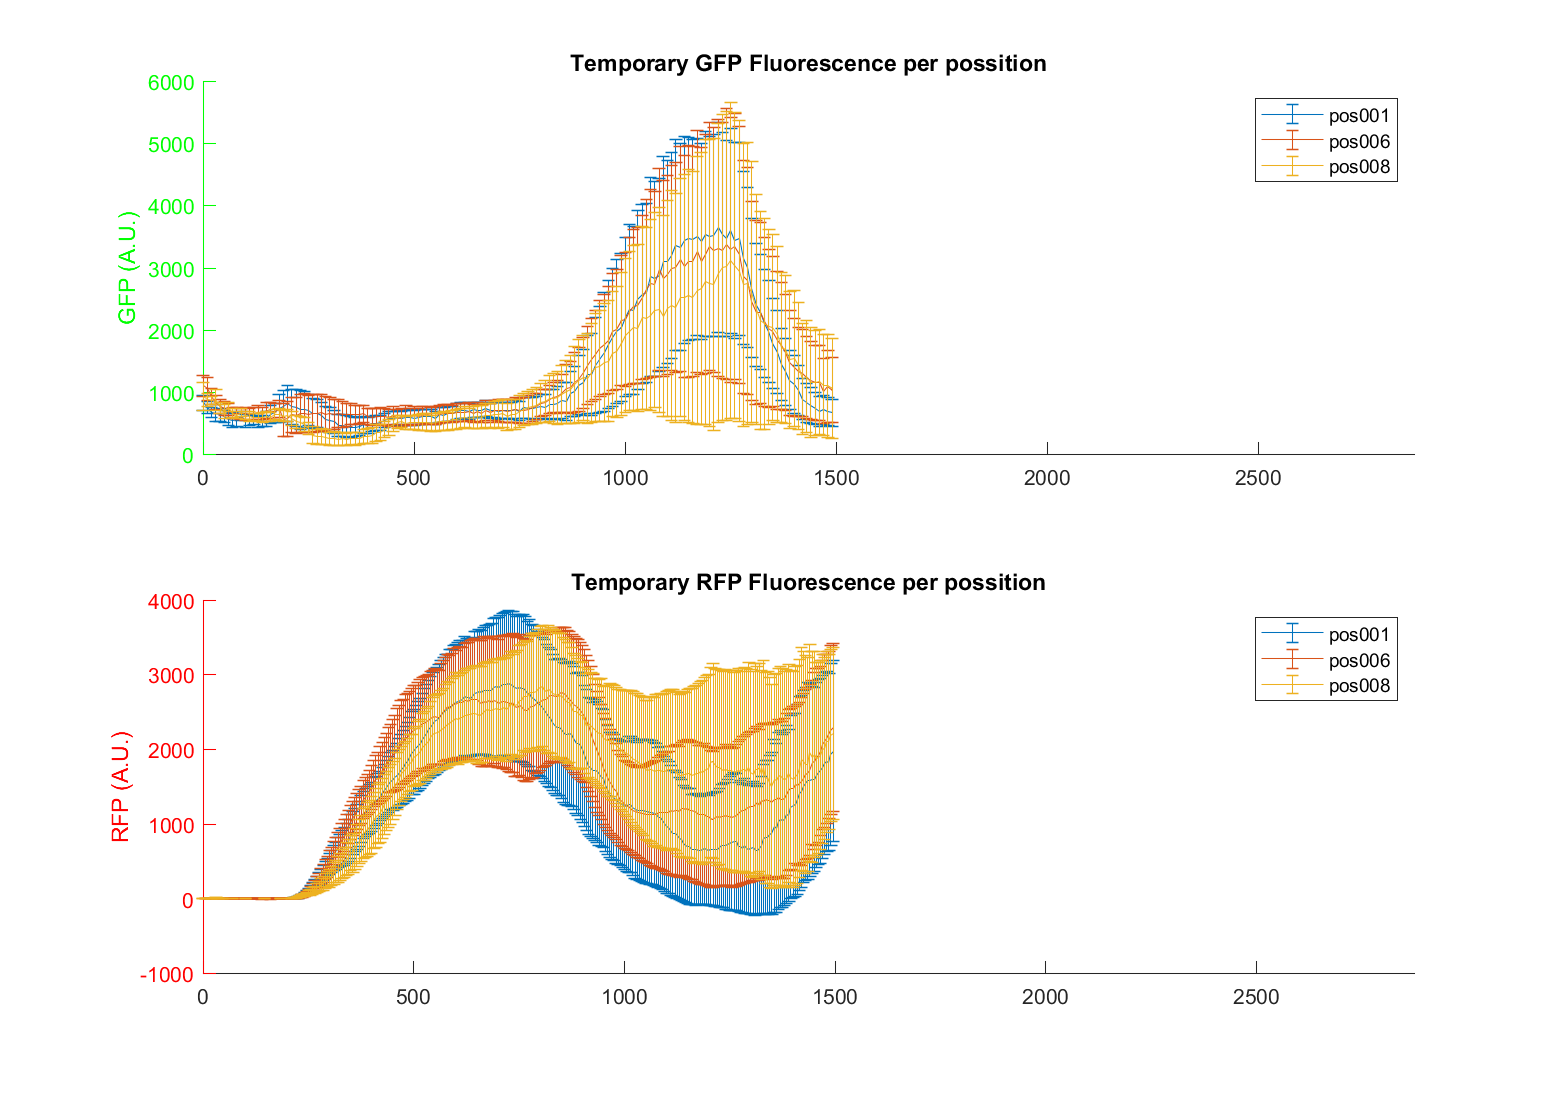 Temporary GFP Fluorescence per possition
6000
5000
4000
3000
2000
1000
0
GFP (A.U.)
0 500 1000 1500 2000 2500
pos001
pos006
pos008
Temporary RFP Fluorescence per possition
4000
3000
2000
1000
0
-1000
RFP (A.U.)
0 500 1000 1500 2000 2500
pos001
pos006
pos008